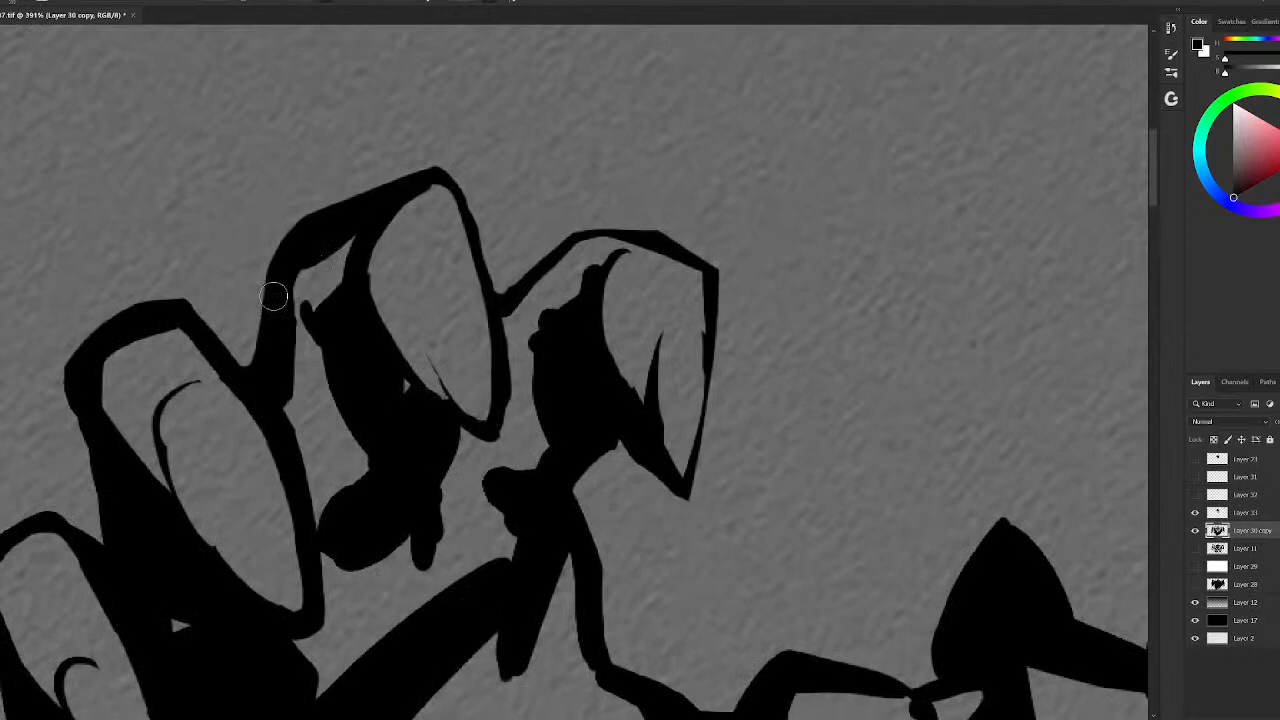 7.tif @ 391% (Layer 30 copy, RGB/8) * ×
Color Swatches Gradient
H
S
B
Layers Channels Paths
Kind
Normal
Lock:
Layer 73
Layer 31
Layer 32
Layer 33
Layer 30 copy
Layer 11
Layer 29
Layer 28
Layer 12
Layer 17
Layer 2